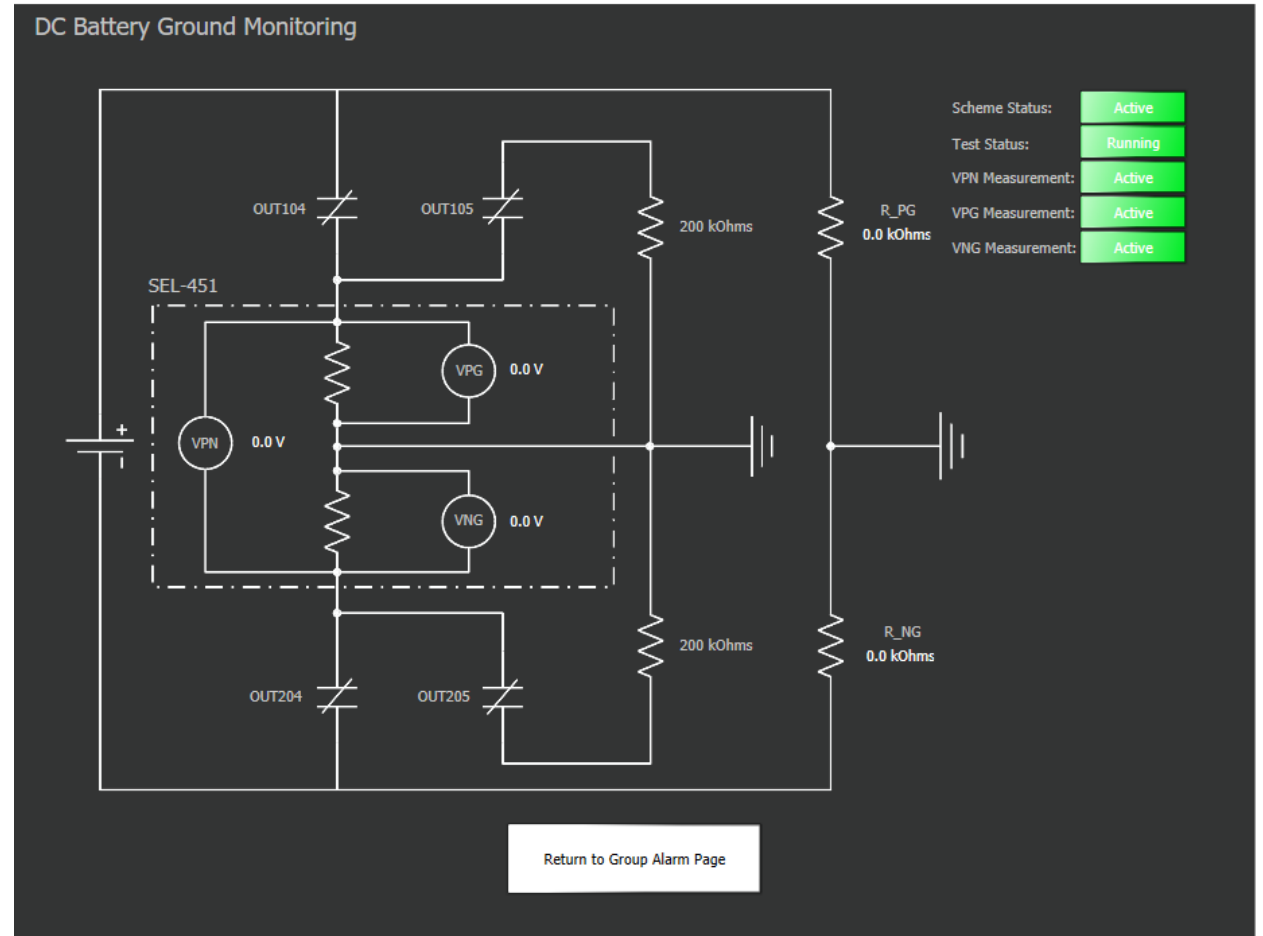 DC Battery Ground Monitoring
Scheme Status: Active
Test Status: Running
VPN Measurement: Active
VPG Measurement: Active
VNG Measurement: Active
OUT104
OUT105
200 kOhms
R_PG
0.0 kOhms
SEL-451
VPG 0.0 V
+
VPN 0.0 V
VNG 0.0 V
200 kOhms
R_NG
0.0 kOhms
OUT204
OUT205
Return to Group Alarm Page